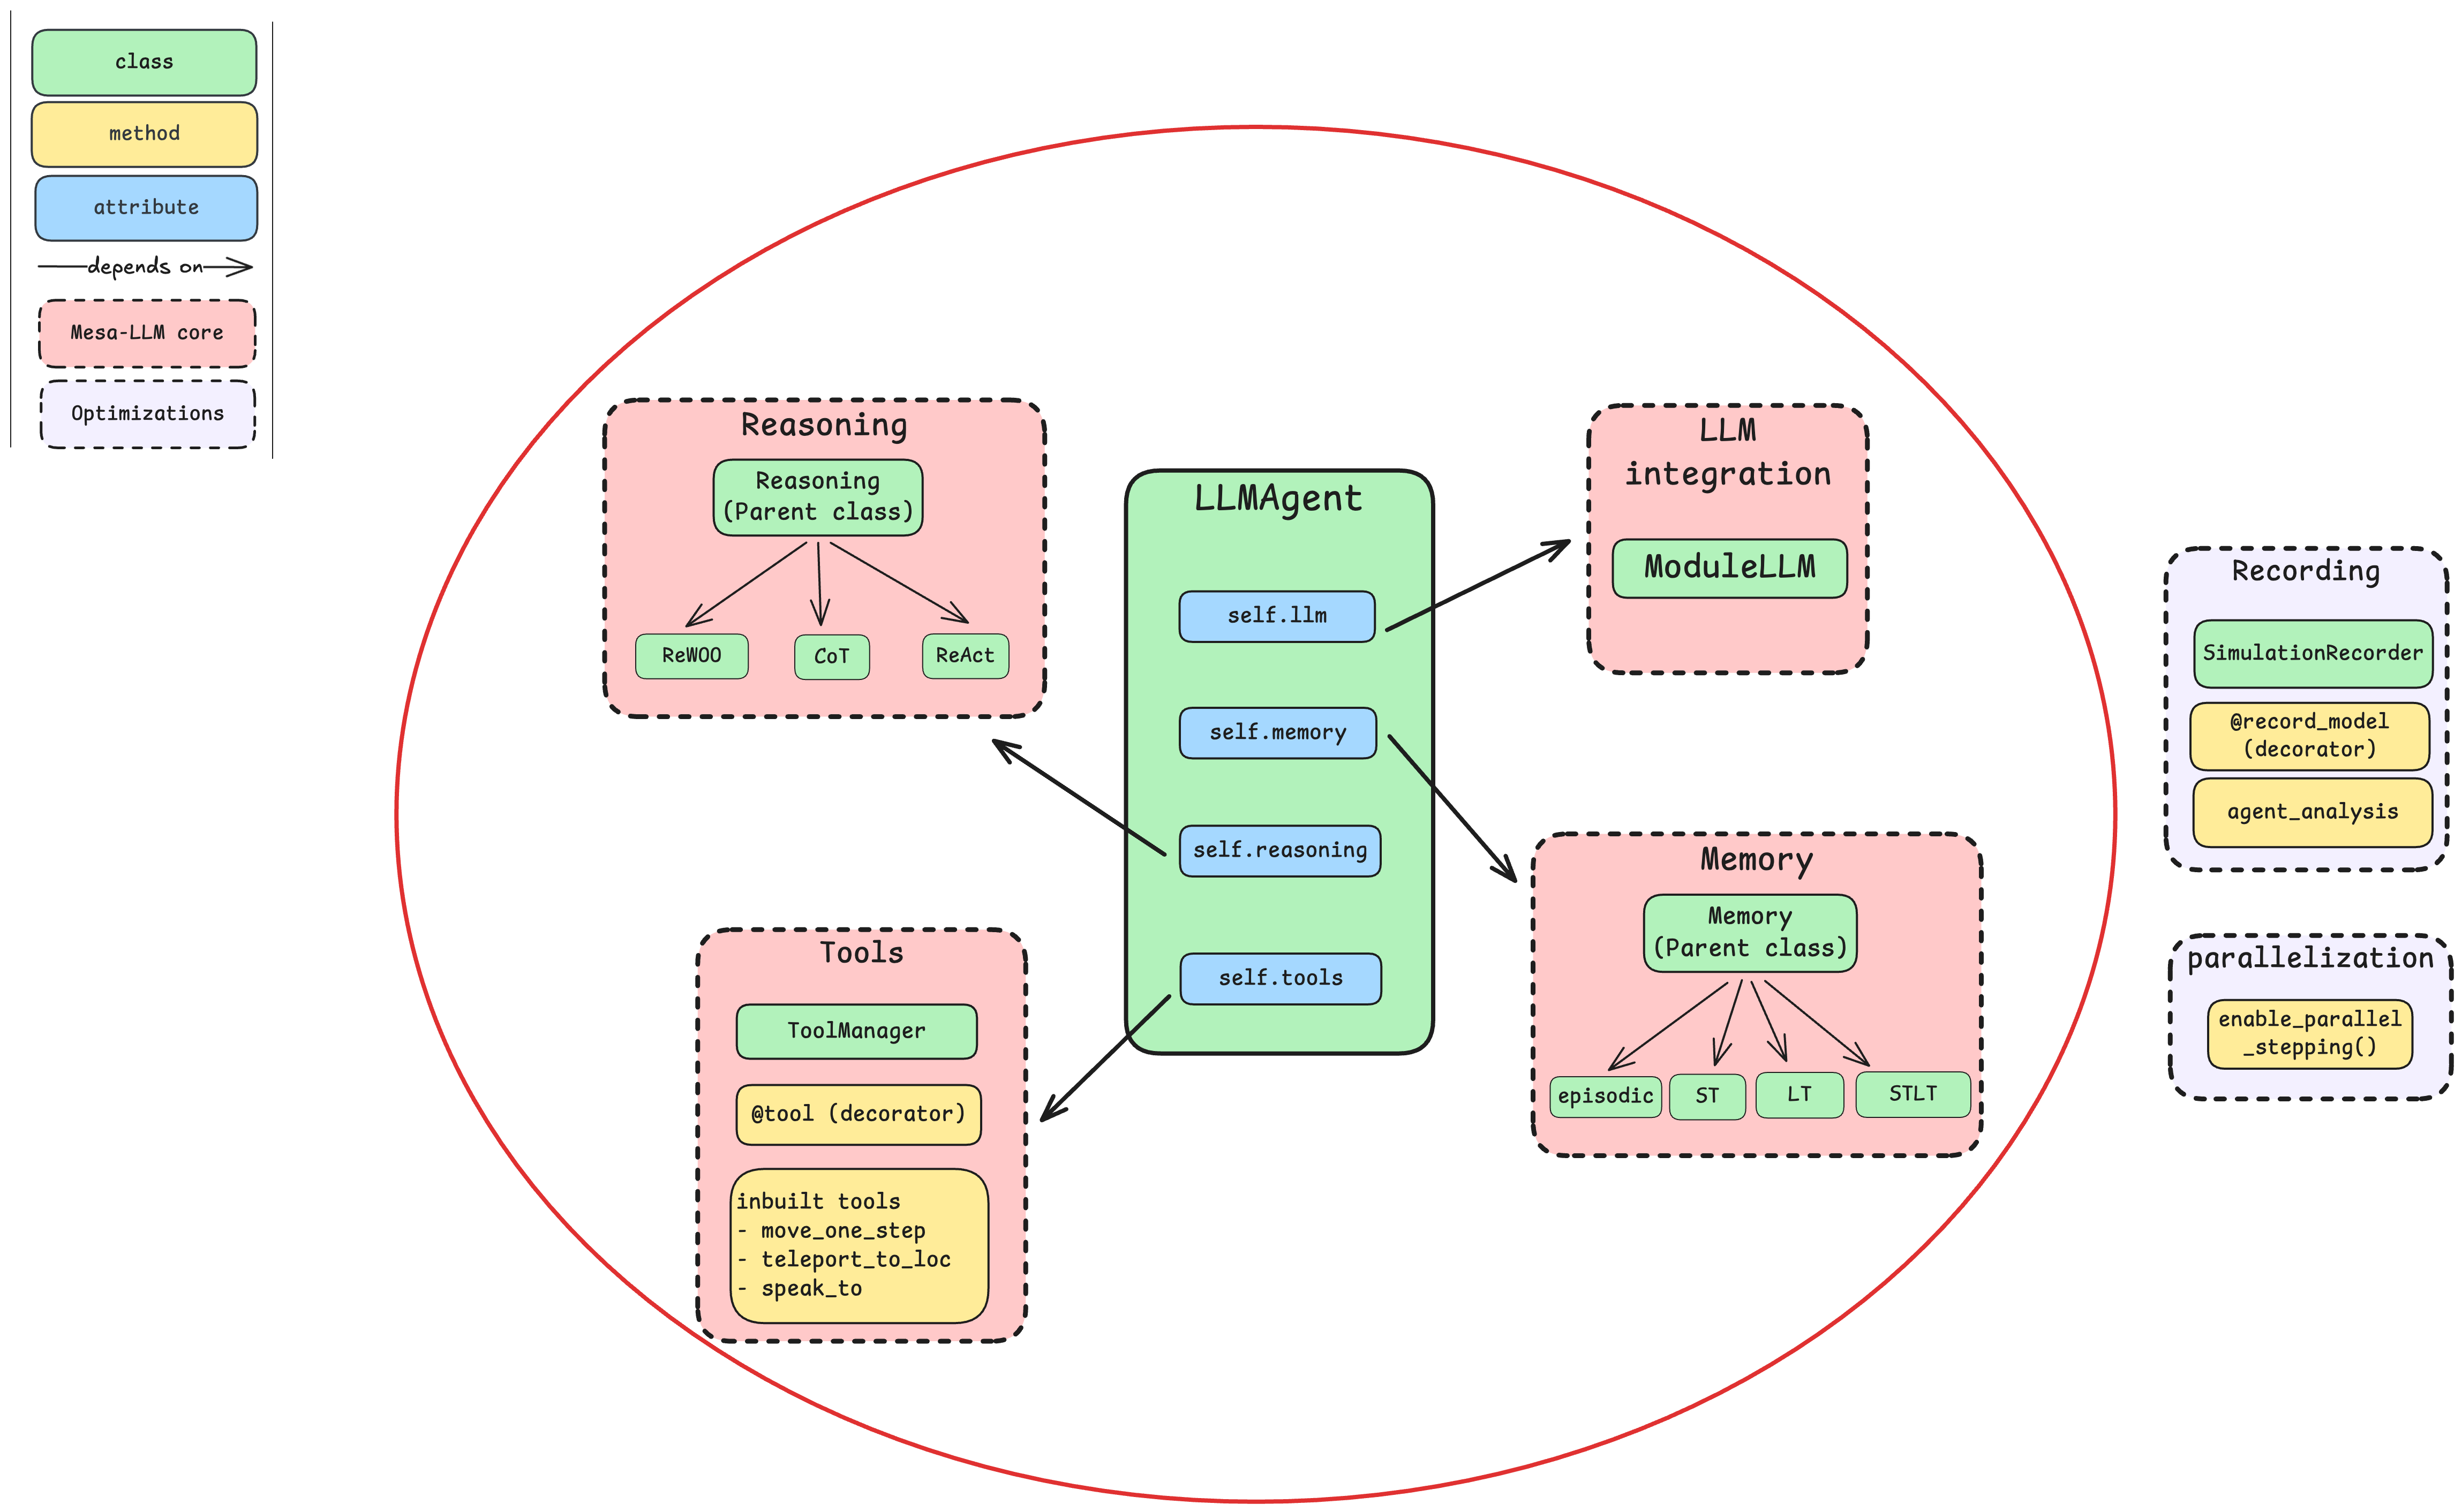 class
method
attribute
depends on
Mesa-LLM core
Optimizations
Reasoning
Reasoning
(Parent class)
ReWOO
CoT
ReAct
LLMAgent
self.llm
self.memory
self.reasoning
self.tools
LLM
integration
ModuleLLM
Tools
ToolManager
@tool (decorator)
inbuilt tools
- move_one_step
- teleport_to_loc
- speak_to
Memory
Memory
(Parent class)
episodic
ST
LT
STLT
Recording
SimulationRecorder
@record_model
(decorator)
agent_analysis
parallelization
enable_parallel
_stepping()